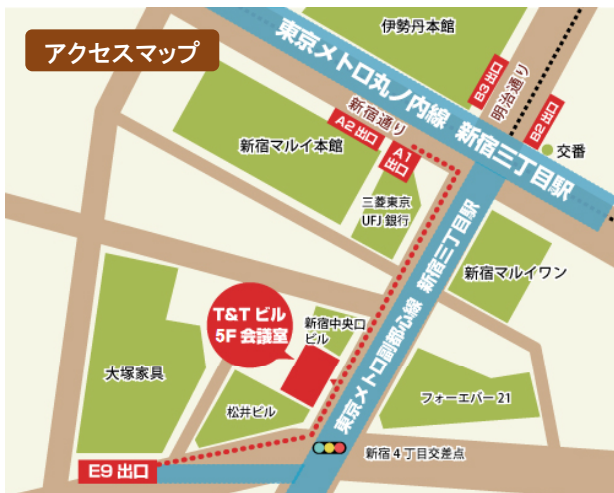 アクセスマップ
伊勢丹本館
東京メトロ丸ノ内線 新宿三丁目駅
B3出口
明治通り
B2出口
交番
新宿通り
A2出口
A1
出口
新宿マルイ本館
三菱東京
UFJ銀行
東京メトロ副都心線 新宿三丁目駅
新宿マルイワン
T&Tビル
5F 会議室
新宿中央口
ビル
大塚家具
松井ビル
フォーエバー21
新宿4丁目交差点
E9 出口